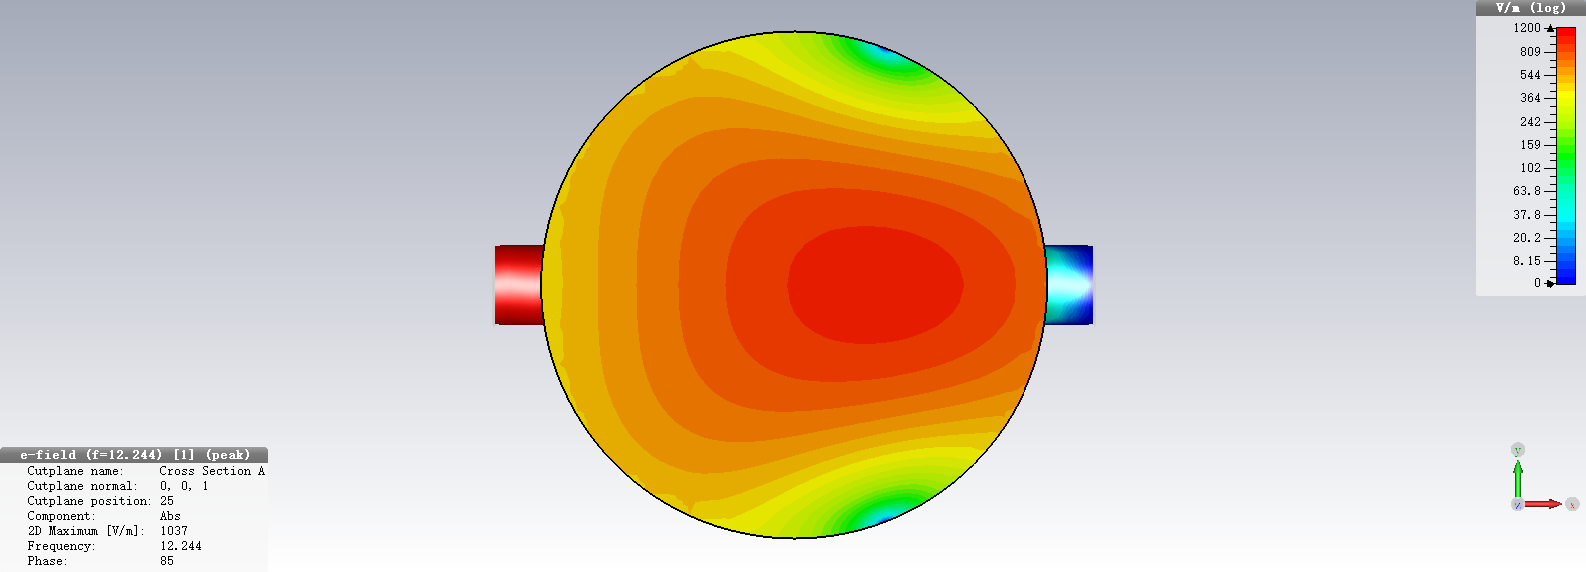 V/m (log)
1200
809
544
364
242
159
102
63.8
37.8
20.2
8.15
0
e-field (f=12.244) [1] (peak)
Cutplane name: Cross Section A
Cutplane normal: 0, 0, 1
Cutplane position: 25
Component: Abs
2D Maximum [V/m]: 1037
Frequency: 12.244
Phase: 85
y
z
x